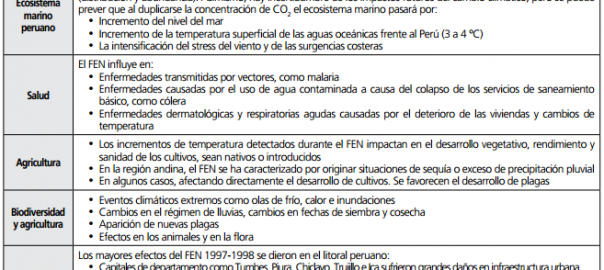 Ecosistema
marino
peruano
prever que al duplicarse la concentración de CO2 el ecosistema marino pasará por:
• Incremento del nivel del mar
• Incremento de la temperatura superficial de las aguas oceánicas frente al Perú (3 a 4 ºC)
• La intensificación del stress del viento y de las surgencias costeras
Salud
El FEN influye en:
• Enfermedades transmitidas por vectores, como malaria
• Enfermedades causadas por el uso de agua contaminada a causa del colapso de los servicios de saneamiento
básico, como cólera
• Enfermedades dermatológicas y respiratorias agudas causadas por el deterioro de las viviendas y cambios de
temperatura
Agricultura
• Los incrementos de temperatura detectados durante el FEN impactan en el desarrollo vegetativo, rendimiento y
sanidad de los cultivos, sean nativos o introducidos
• En la región andina, el FEN se ha caracterizado por originar situaciones de sequía o exceso de precipitación pluvial
• En algunos casos, afectando directamente el desarrollo de cultivos. Se favorecen el desarrollo de plagas
Biodiversidad
y agricultura
• Eventos climáticos extremos como olas de frío, calor e inundaciones
• Cambios en el régimen de lluvias, cambios en fechas de siembra y cosecha
• Aparición de nuevas plagas
• Efectos en los animales y en la flora
Los mayores efectos del FEN 1997-1998 se dieron en el litoral peruano:
• Capitales de departamento como Tumbes, Piura, Chiclayo, Trujillo e Ica sufrieron grandes daños en infraestructura urbana